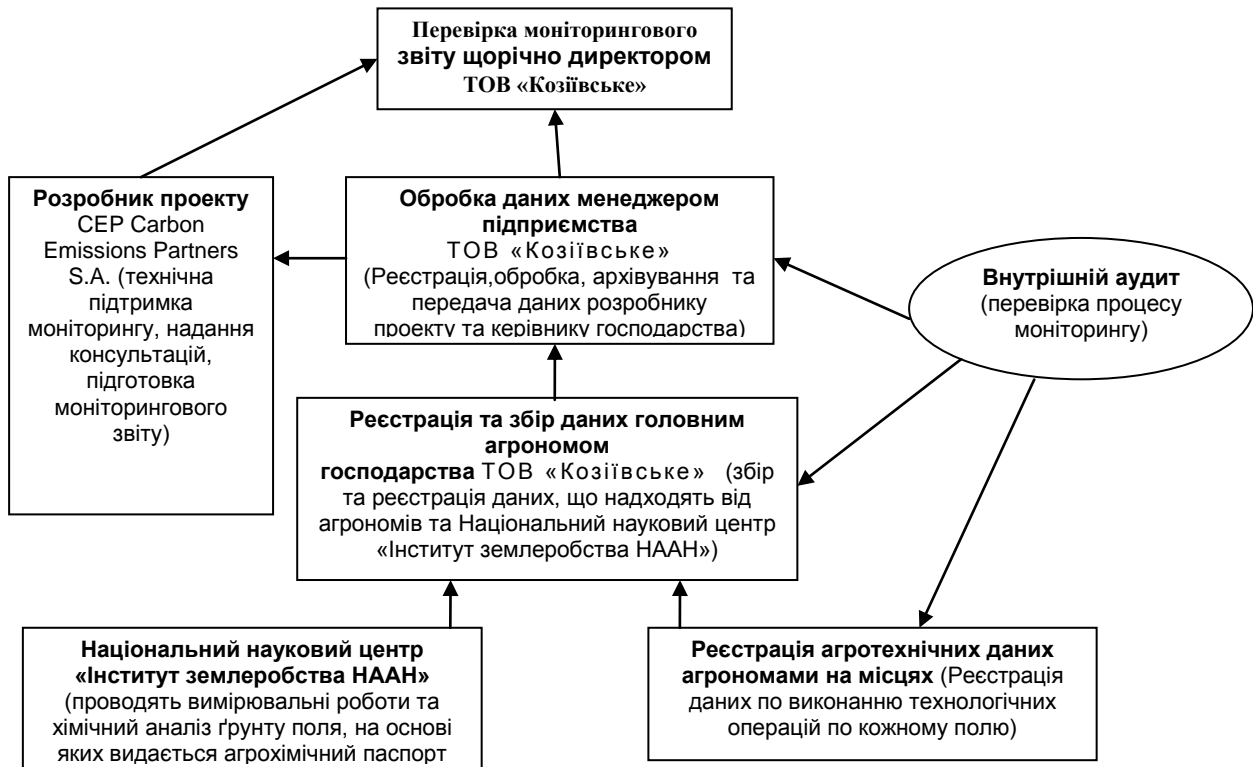 Перевірка моніторингового
звіту щорічно директором
ТОВ «Козіївське»
Розробник проекту
CEP Carbon
Emissions Partners
S.A. (технічна
підтримка
моніторингу, надання
консультацій,
підготовка
моніторингового
звіту)
Обробка даних менеджером
підприємства
ТОВ «Козіївське»
(Реєстрація,обробка, архівування та
передача даних розробнику
проекту та керівнику господарства)
Внутрішній аудит
(перевірка процесу
моніторингу)
Реєстрація та збір даних головним
агрономом
господарства ТОВ «Козіївське» (збір
та реєстрація даних, що надходять від
агрономів та Національний науковий центр
«Інститут землеробства НААН»)
Національний науковий центр
«Інститут землеробства НААН»
(проводять вимірювальні роботи та
хімічний аналіз ґрунту поля, на основі
яких видається агрохімічний паспорт
Реєстрація агротехнічних даних
агрономами на місцях (Реєстрація
даних по виконанню технологічних
операцій по кожному полю)